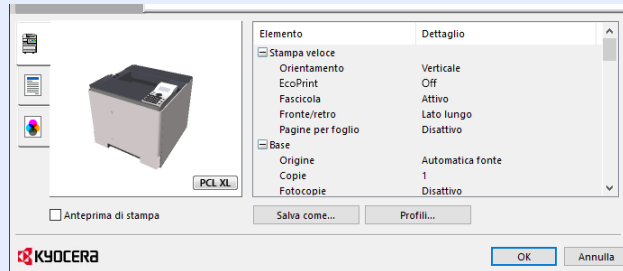 Elemento Dettaglio
Stampa veloce
Orientamento Verticale
EcoPrint Off
Fascicola Attivo
Fronte/retro Lato lungo
Pagine per foglio Disattivo
Base
Origine Automatica fonte
Copie 1
Fotocopie Disattivo
PCL XL
Anteprima di stampa Salva come... Profili...
KYOCERA OK Annulla